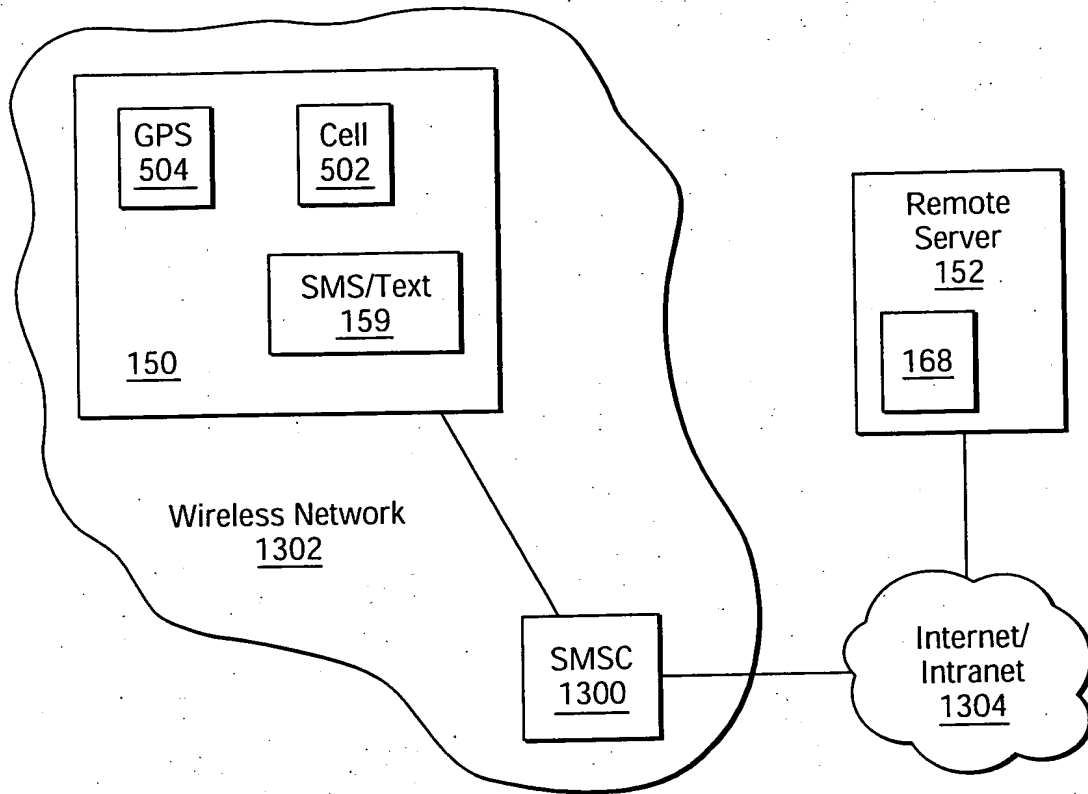 GPS
504
Cell
502
SMS/Text
159
150
Remote
Server
152
168
Wireless Network
1302
SMSC
1300
Internet/
Intranet
1304